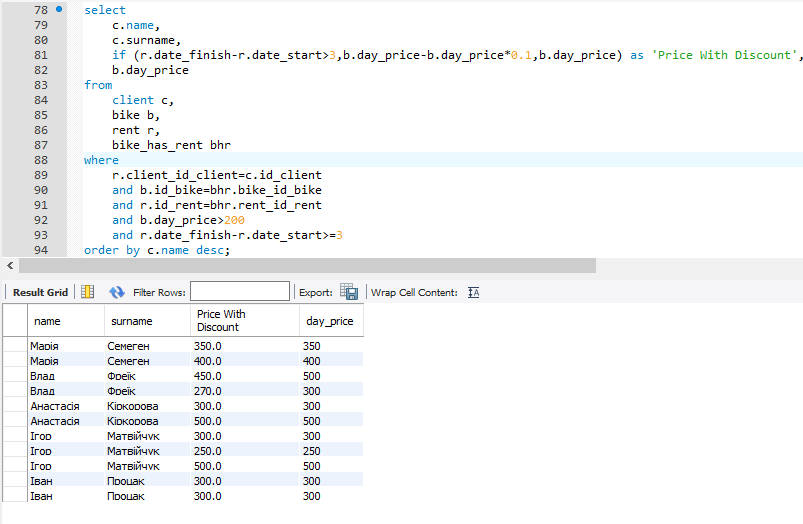 78 select
79 c.name,
80 c.surname,
81 if (r.date_finish-r.date_start>3,b.day_price-b.day_price*0.1,b.day_price) as 'Price With Discount',
82 b.day_price
83 from
84 client c,
85 bike b,
86 rent r,
87 bike_has_rent bhr
88 where
89 r.client_id_client=c.id_client
90 and b.id_bike=bhr.bike_id_bike
91 and r.id_rent=bhr.rent_id_rent
92 and b.day_price>200
93 and r.date_finish-r.date_start>=3
94 order by c.name desc;
Result Grid Filter Rows: Export: Wrap Cell Content: IA
name surname Price With Discount day_price
Марія Семеген 350.0 350
Марія Семеген 400.0 400
Влад Фреїк 450.0 500
Влад Фреїк 270.0 300
Анастасія Кіркорова 300.0 300
Анастасія Кіркорова 500.0 500
Ігор Матвійчук 300.0 300
Ігор Матвійчук 250.0 250
Ігор Матвійчук 500.0 500
Іван Процак 300.0 300
Іван Процак 300.0 300